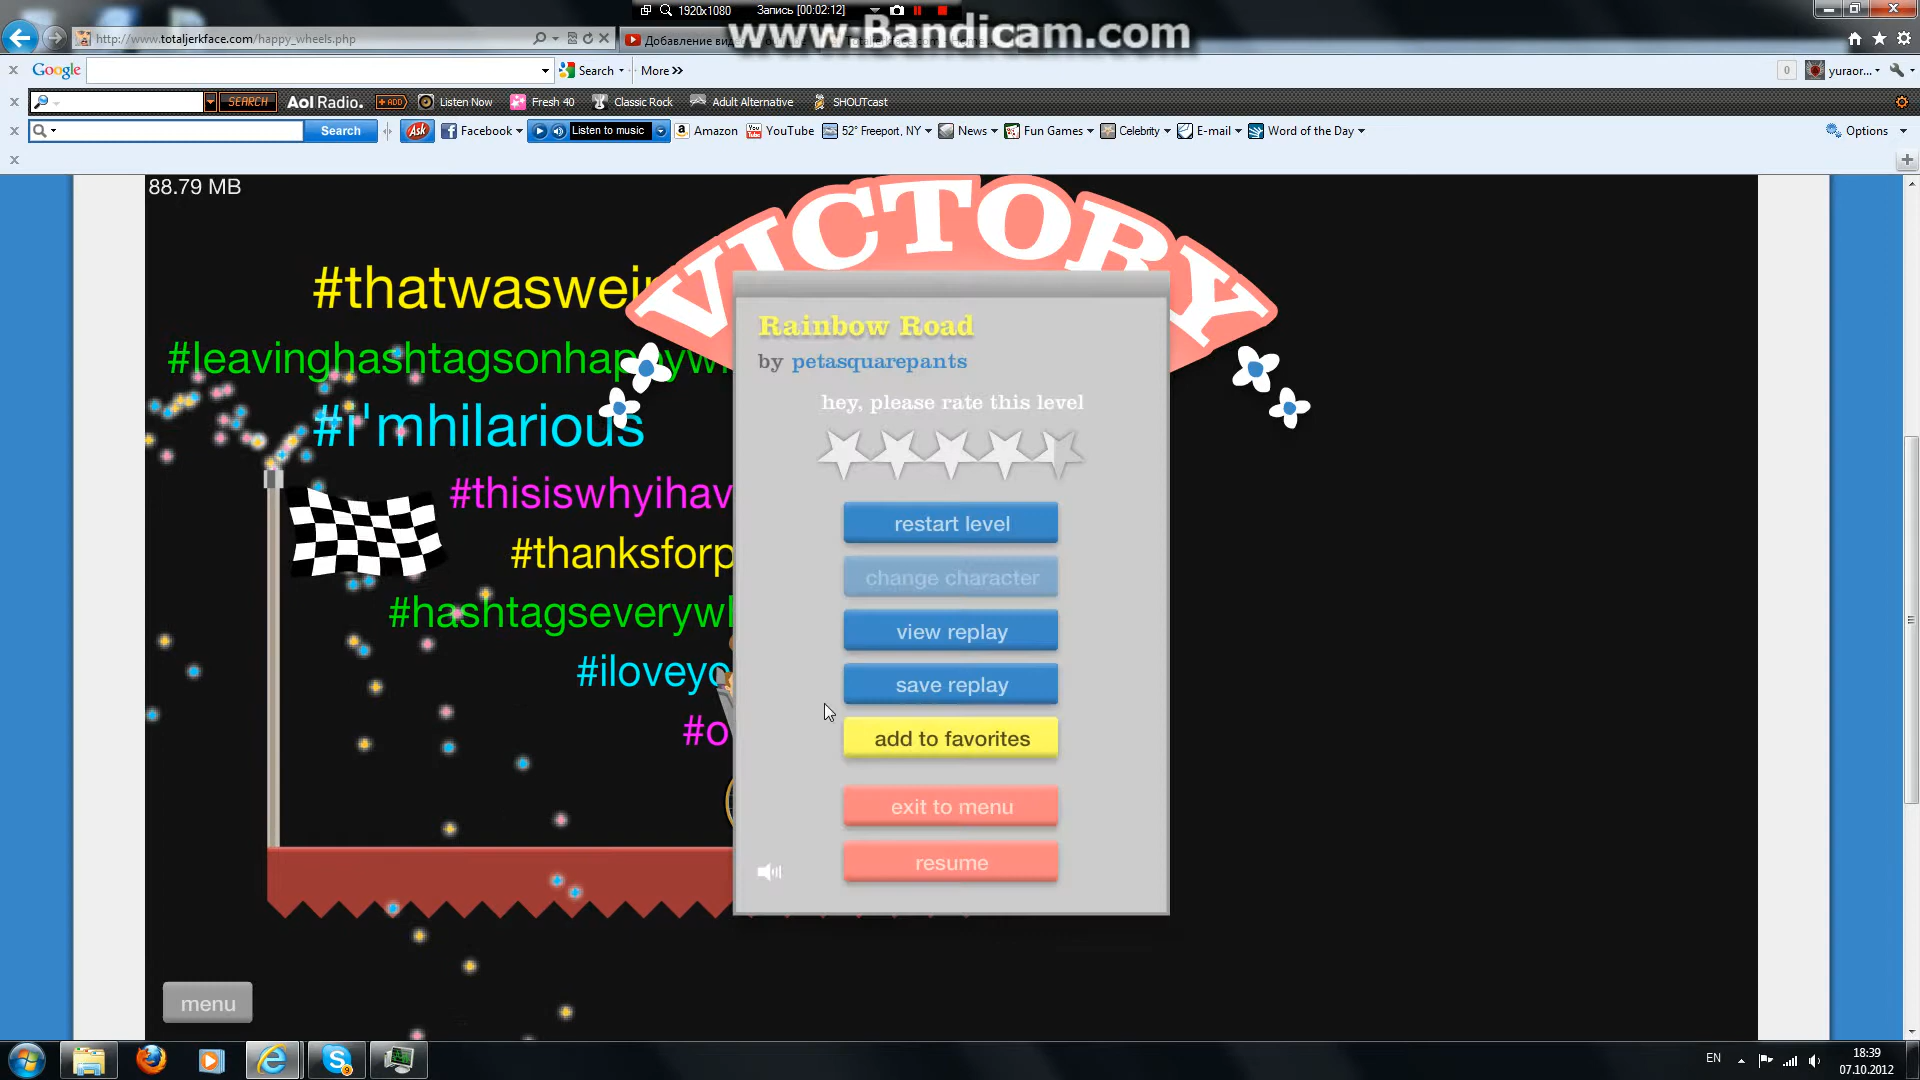 1920x1080 Запись [00:02:12]
www.Bandicam.com
http://www.totaljerkface.com/happy_wheels.php
Добавление
Google Search More »
0 yuraor...
SEARCH Aol Radio. +ADD Listen Now Fresh 40 Classic Rock Adult Alternative SHOUTcast
Search Ask Facebook Listen to music Amazon YouTube 52° Freeport, NY News Fun Games Celebrity E-mail Word of the Day Options
88.79 MB
VICTORY
#thatwaswei
#leavinghashtagsonhappyw
#i'mhilarious
#thisiswhyihav
#thanksforp
#hashtagseveryw
#iloveyo
#o
Rainbow Road
by petasquarepants
hey, please rate this level
restart level
change character
view replay
save replay
add to favorites
exit to menu
resume
menu
EN
18:39
07.10.2012